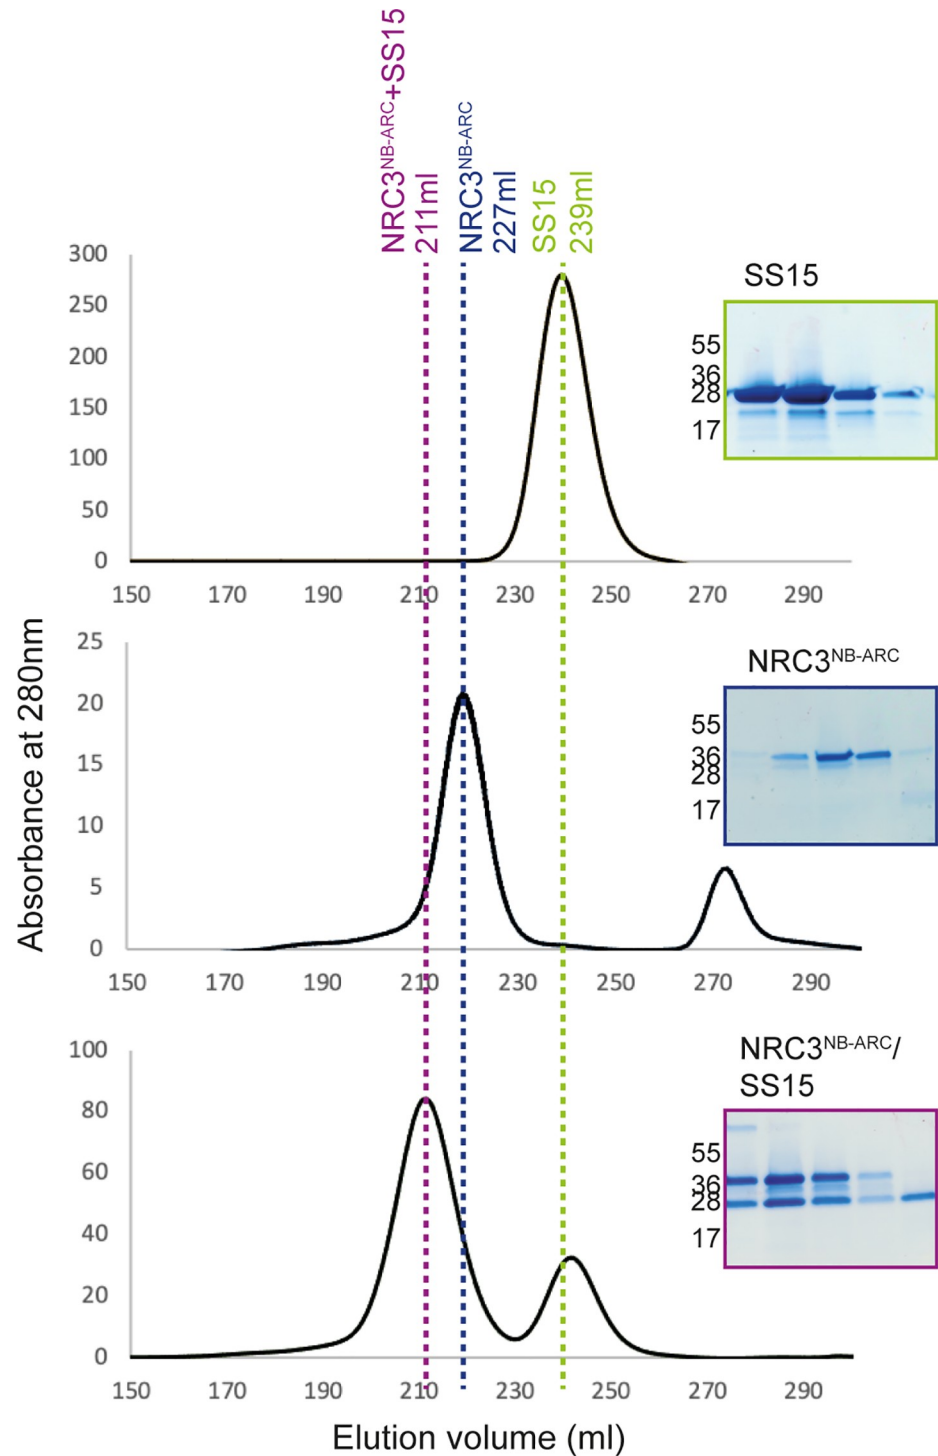 NRC3NB-ARC+SS15
211ml
NRC3NB-ARC
227ml
SS15
239ml
Absorbance at 280nm
300
250
200
150
100
50
0
150 170 190 210 230 250 270 290
SS15
55
36
28
17
25
20
15
10
5
0
150 170 190 210 230 250 270 290
NRC3NB-ARC
55
36
28
17
100
80
60
40
20
0
150 170 190 210 230 250 270 290
NRC3NB-ARC/
SS15
55
36
28
17
Elution volume (ml)